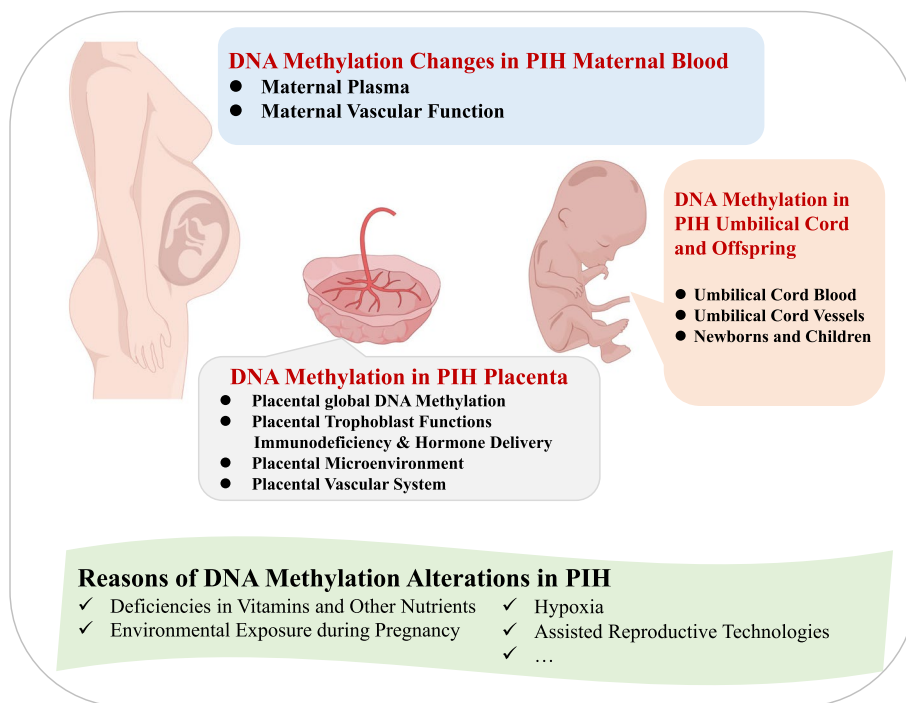 DNA Methylation Changes in PIH Maternal Blood
● Maternal Plasma
● Maternal Vascular Function
DNA Methylation in
PIH Umbilical Cord
and Offspring
● Umbilical Cord Blood
● Umbilical Cord Vessels
● Newborns and Children
DNA Methylation in PIH Placenta
● Placental global DNA Methylation
● Placental Trophoblast Functions
Immunodeficiency & Hormone Delivery
● Placental Microenvironment
● Placental Vascular System
Reasons of DNA Methylation Alterations in PIH
✓ Deficiencies in Vitamins and Other Nutrients
✓ Environmental Exposure during Pregnancy
✓ Hypoxia
✓ Assisted Reproductive Technologies
✓ …